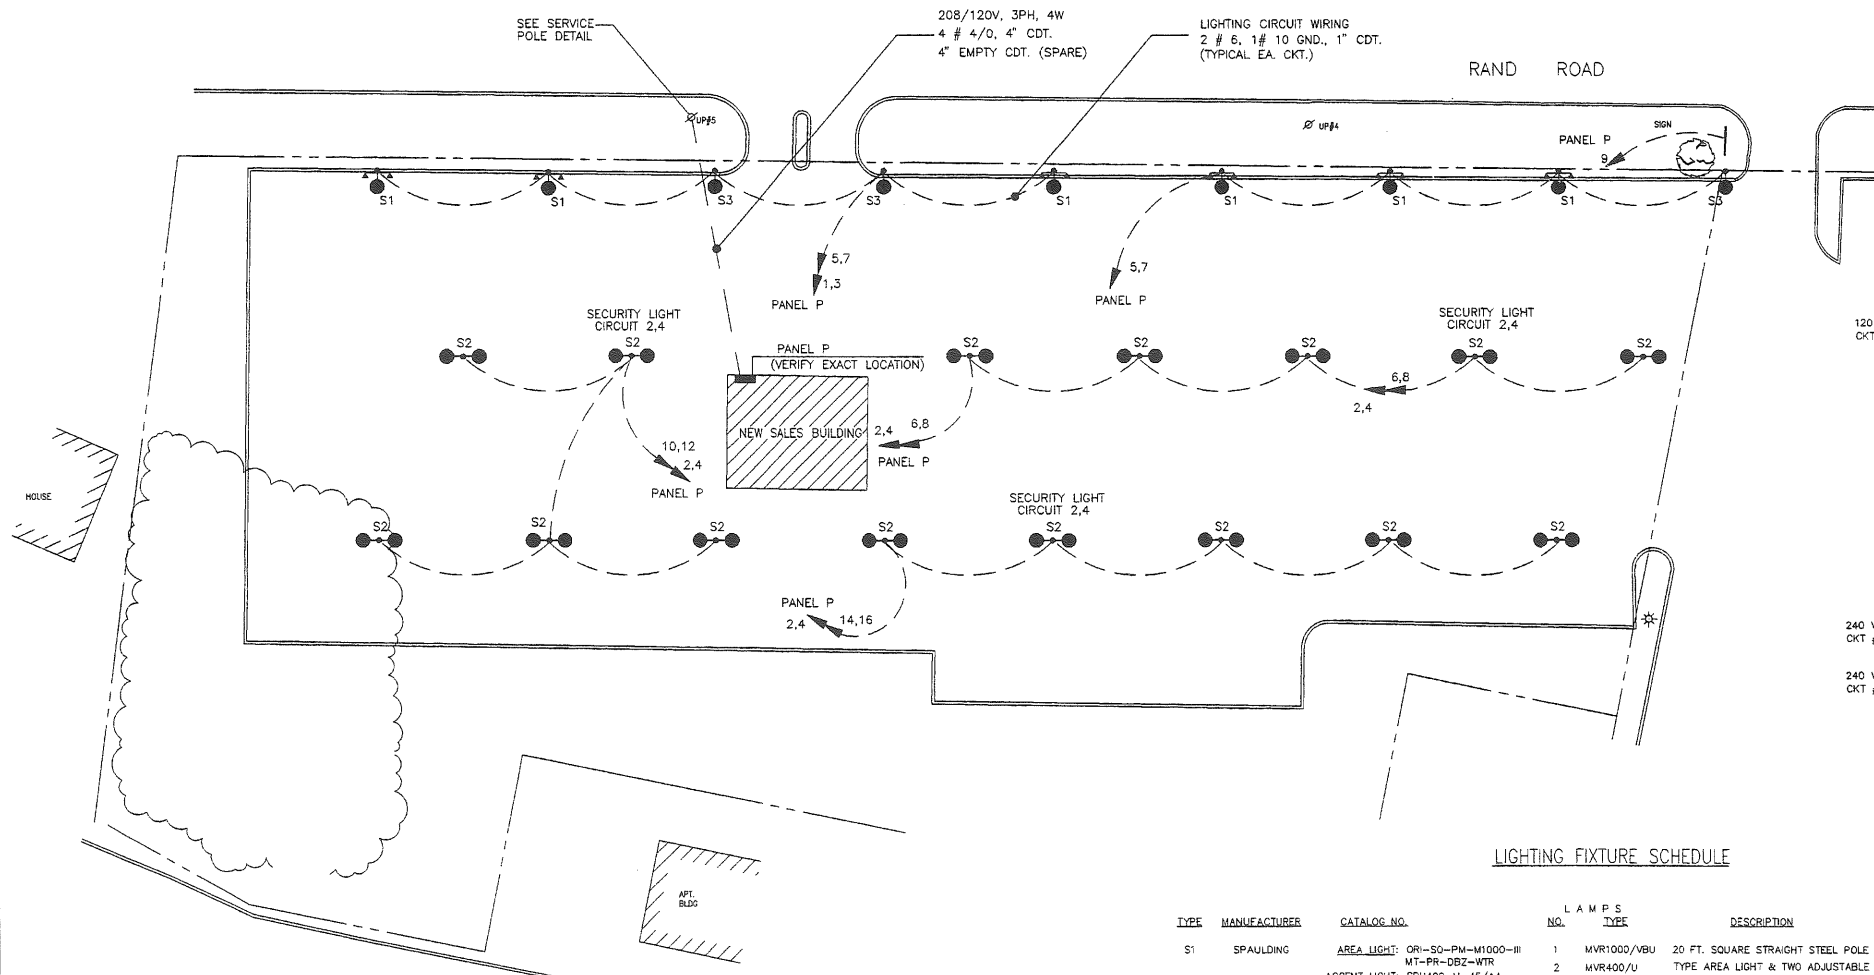 SEE SERVICE
POLE DETAIL
208/120V, 3PH, 4W
4 # 4/0, 4" CDT.
4" EMPTY CDT. (SPARE)
LIGHTING CIRCUIT WIRING
2 # 6, 1# 10 GND., 1" CDT.
(TYPICAL EA. CKT.)
RAND ROAD
UP#5
UP#4
SIGN
PANEL P
9
S1
S1
S3
S3
S1
S1
S1
S1
S3
5,7
1,3
PANEL P
5,7
PANEL P
SECURITY LIGHT
CIRCUIT 2,4
SECURITY LIGHT
CIRCUIT 2,4
120
CKT
S2
S2
S2
S2
S2
S2
S2
PANEL P
(VERIFY EXACT LOCATION)
6,8
2,4
NEW SALES BUILDING
2,4
6,8
PANEL P
10,12
2,4
PANEL P
HOUSE
SECURITY LIGHT
CIRCUIT 2,4
S2
S2
S2
S2
S2
S2
S2
S2
PANEL P
2,4
14,16
240 V
CKT #
240 V
CKT #
APT.
BLDG
LIGHTING FIXTURE SCHEDULE
LAMPS
TYPE MANUFACTURER CATALOG NO. NO. TYPE DESCRIPTION
S1 SPAULDING AREA LIGHT: ORI-SO-PM-M1000-III 1 MVR1000/VBU 20 FT. SQUARE STRAIGHT STEEL POLE
MT-PR-DBZ-WTR 2 MVR400/U TYPE AREA LIGHT & TWO ADJUSTABLE